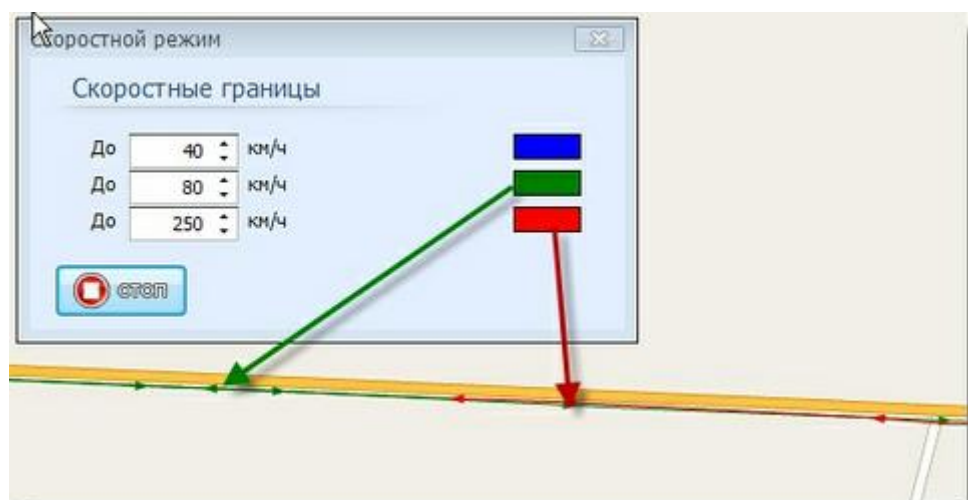 Скоростной режим
Скоростные границы
До 40 км/ч
До 80 км/ч
До 250 км/ч
стоп